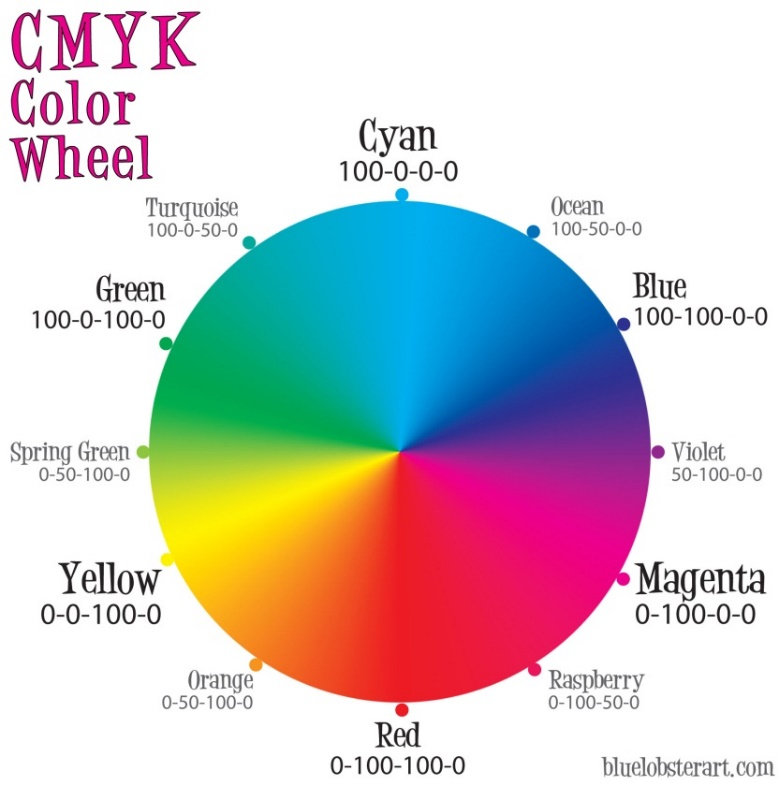 CMYK
Color
Wheel
Cyan
100-0-0-0
Ocean
100-50-0-0
Blue
100-100-0-0
Violet
50-100-0-0
Magenta
0-100-0-0
Raspberry
0-100-50-0
Red
0-100-100-0
Orange
0-50-100-0
Yellow
0-0-100-0
Spring Green
0-50-100-0
Green
100-0-100-0
Turquoise
100-0-50-0
bluelobsterart.com